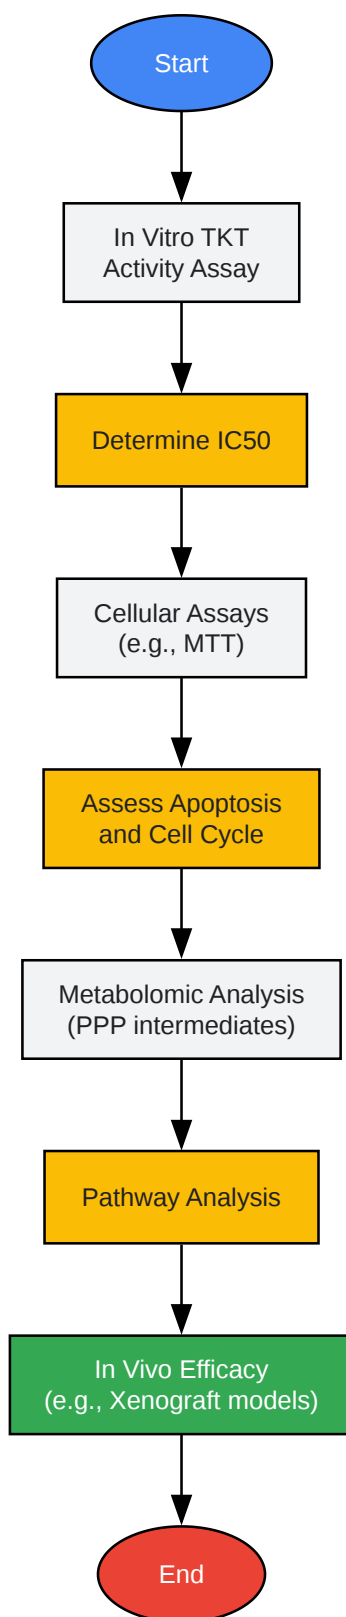 Start
In Vitro TKT
Activity Assay
Determine IC50
Cellular Assays
(e.g., MTT)
Assess Apoptosis
and Cell Cycle
Metabolomic Analysis
(PPP intermediates)
Pathway Analysis
In Vivo Efficacy
(e.g., Xenograft models)
End